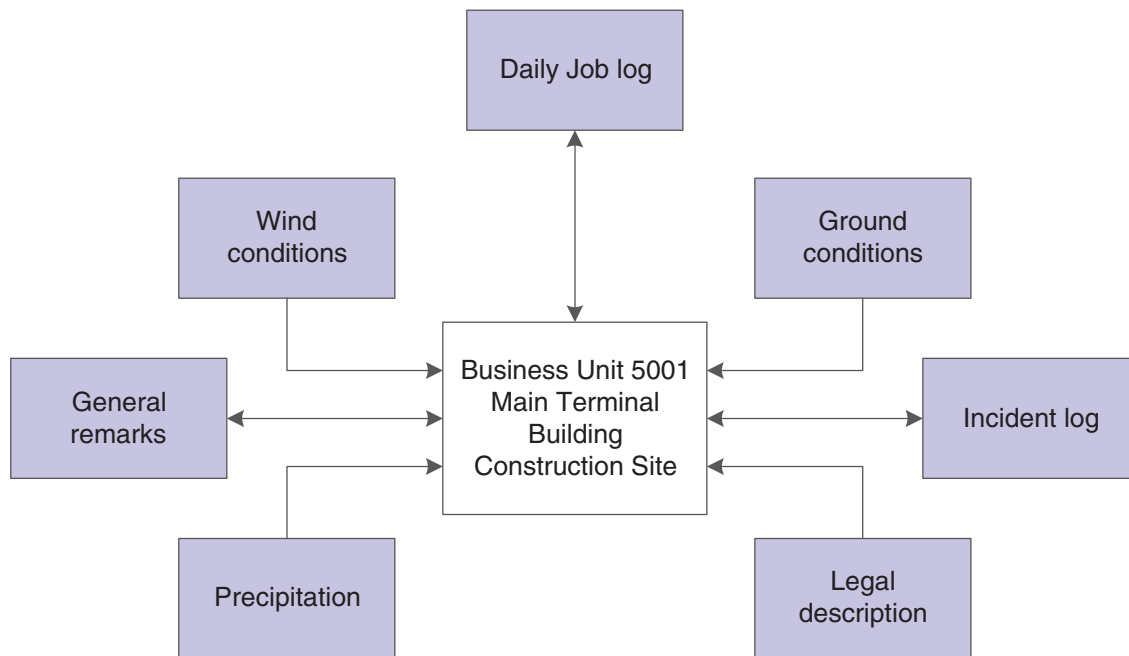 Daily Job log
Wind
conditions
Ground
conditions
General
remarks
Business Unit 5001
Main Terminal
Building
Construction Site
Incident log
Precipitation
Legal
description